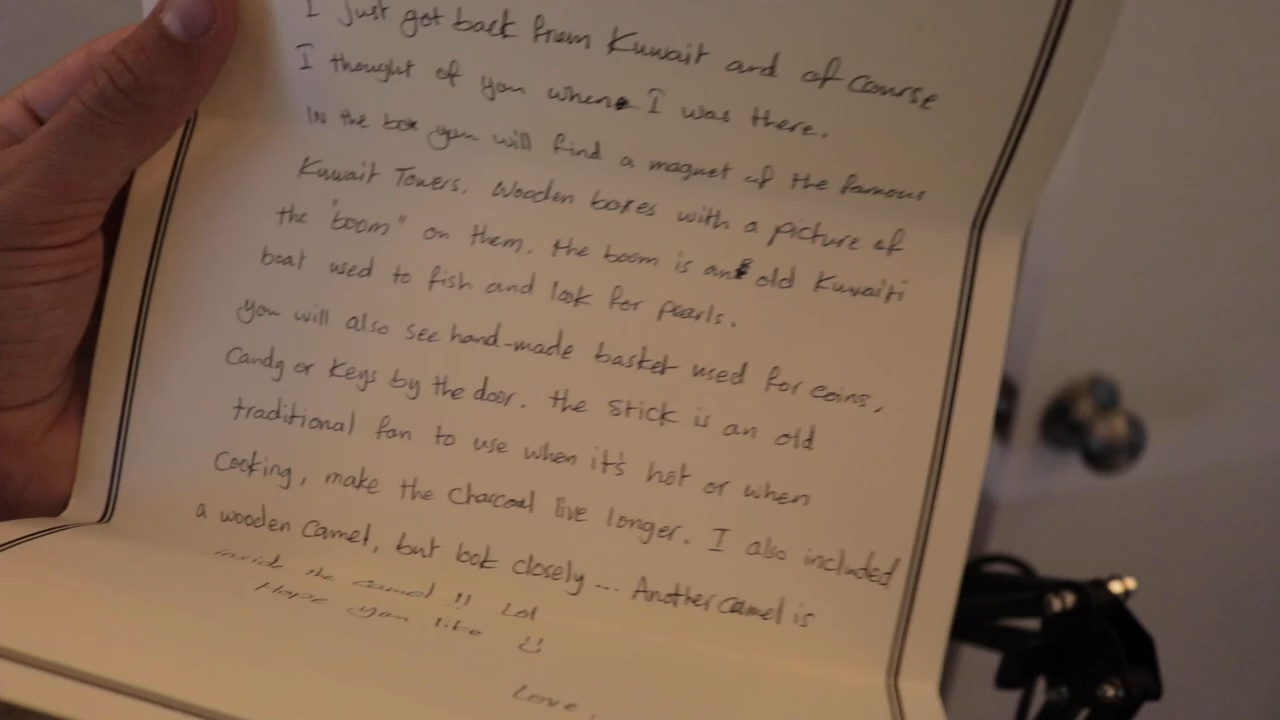 I just got back from Kuwait and of course
I thought of you when I was there.
In the box you will find a magnet of the famous
Kuwait Towers. Wooden boxes with a picture of
the "boom" on them. the boom is an old Kuwaiti
boat used to fish and look for pearls.
you will also see hand-made basket used for coins,
Candy or Keys by the door. the stick is an old
traditional fan to use when it's hot or when
Cooking, make the Charcoal live longer. I also included
a wooden Camel, but look closely ... Another Camel is
inside the camel !! Lol
Hope you like
Love,